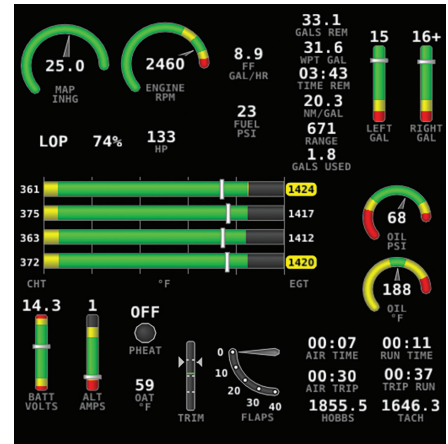 33.1
GALS REM
15 16+
25.0
MAP
INHG
2460
ENGINE
RPM
8.9
FF
GAL/HR
31.6
WPT GAL
03:43
TIME REM
20.3
NM/GAL
23
FUEL
PSI
671
RANGE
1.8
GALS USED
LEFT
GAL
RIGHT
GAL
LOP 74% 133
HP
361 1424
375 1417
363 1412
372 1420
CHT °F EGT
68
OIL
PSI
188
OIL
°F
14.3
BATT
VOLTS
1
ALT
AMPS
OFF
PHEAT
59
OAT
°F
TRIM
0
10
20
30
40
FLAPS
00:07 00:11
AIR TIME RUN TIME
00:30 00:37
AIR TRIP TRIP RUN
1855.5 1646.3
HOBBS TACH